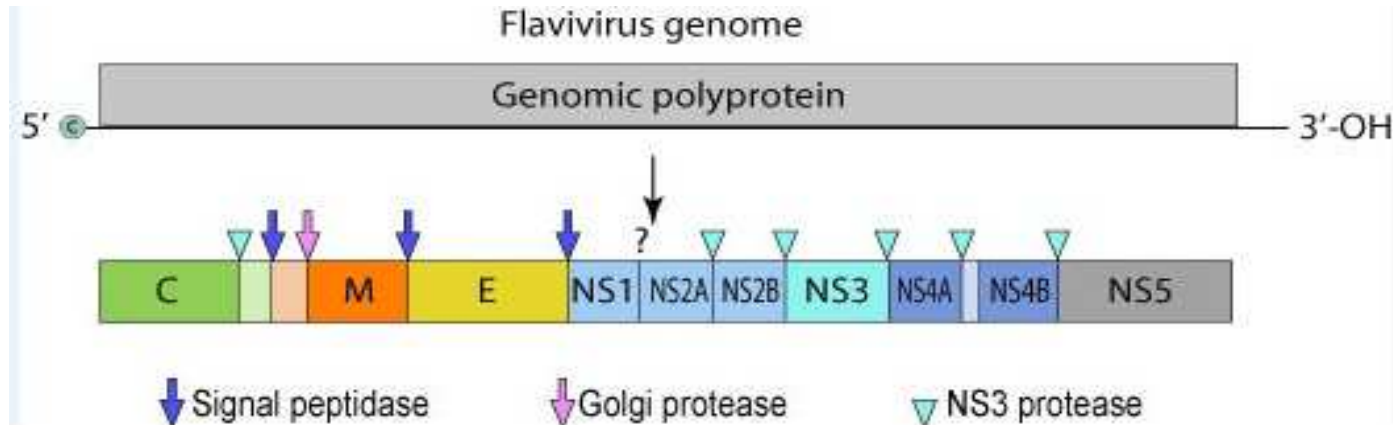 Flavivirus genome
Genomic polyprotein
5′ c 3′-OH
?
C M E NS1 NS2A NS2B NS3 NS4A NS4B NS5
Signal peptidase Golgi protease NS3 protease